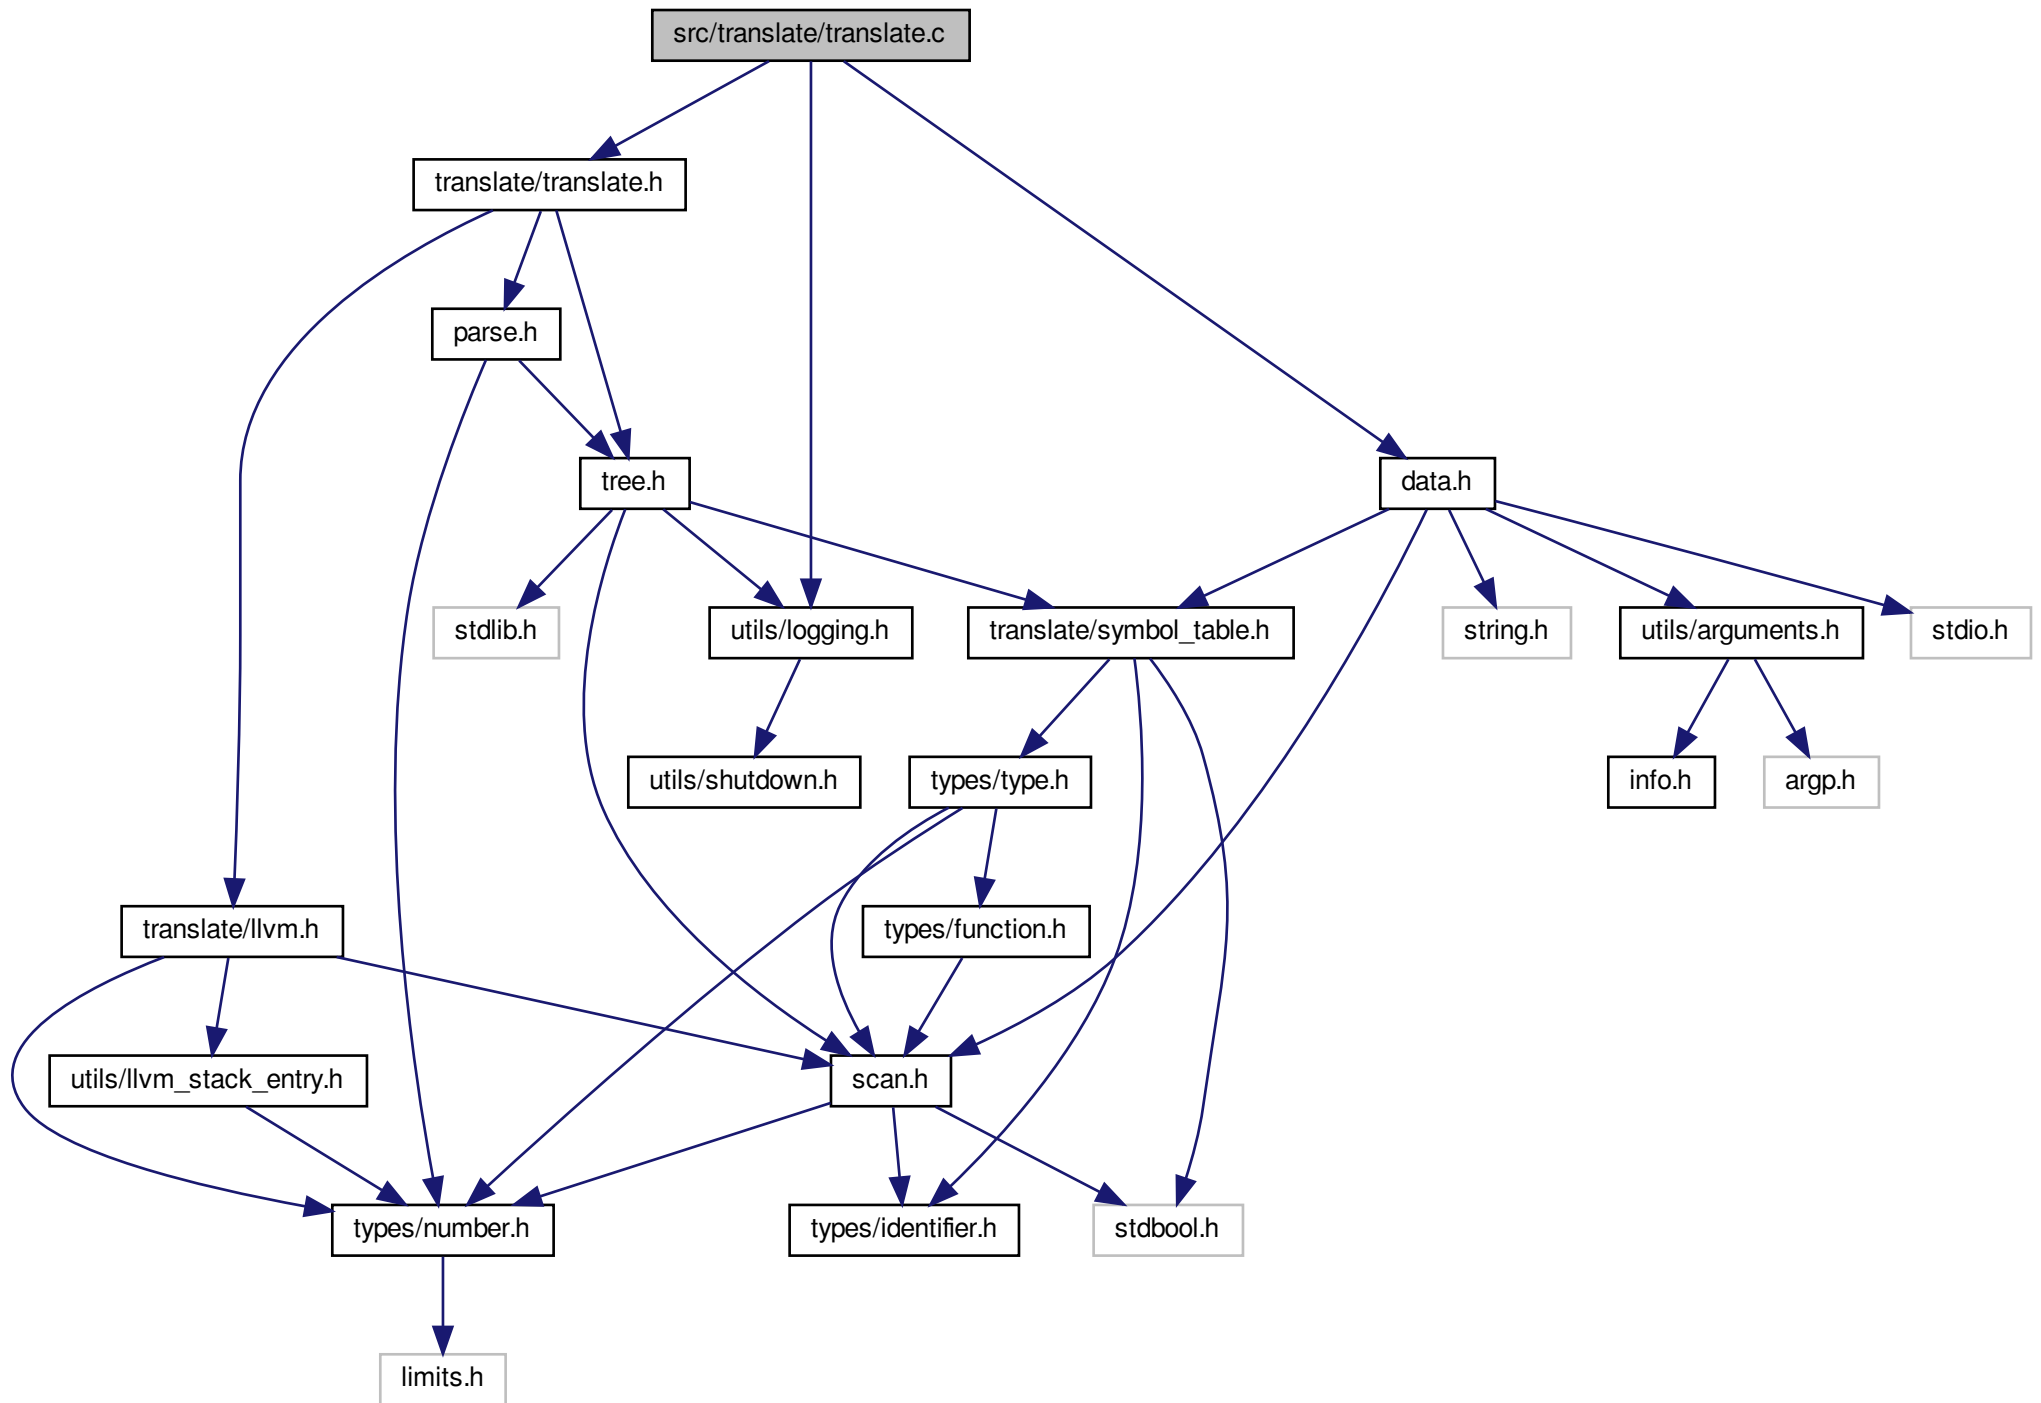 src/translate/translate.c
translate/translate.h
parse.h
tree.h
data.h
stdlib.h
utils/logging.h
translate/symbol_table.h
string.h
utils/arguments.h
stdio.h
utils/shutdown.h
types/type.h
info.h
argp.h
translate/llvm.h
types/function.h
utils/llvm_stack_entry.h
scan.h
types/number.h
types/identifier.h
stdbool.h
limits.h